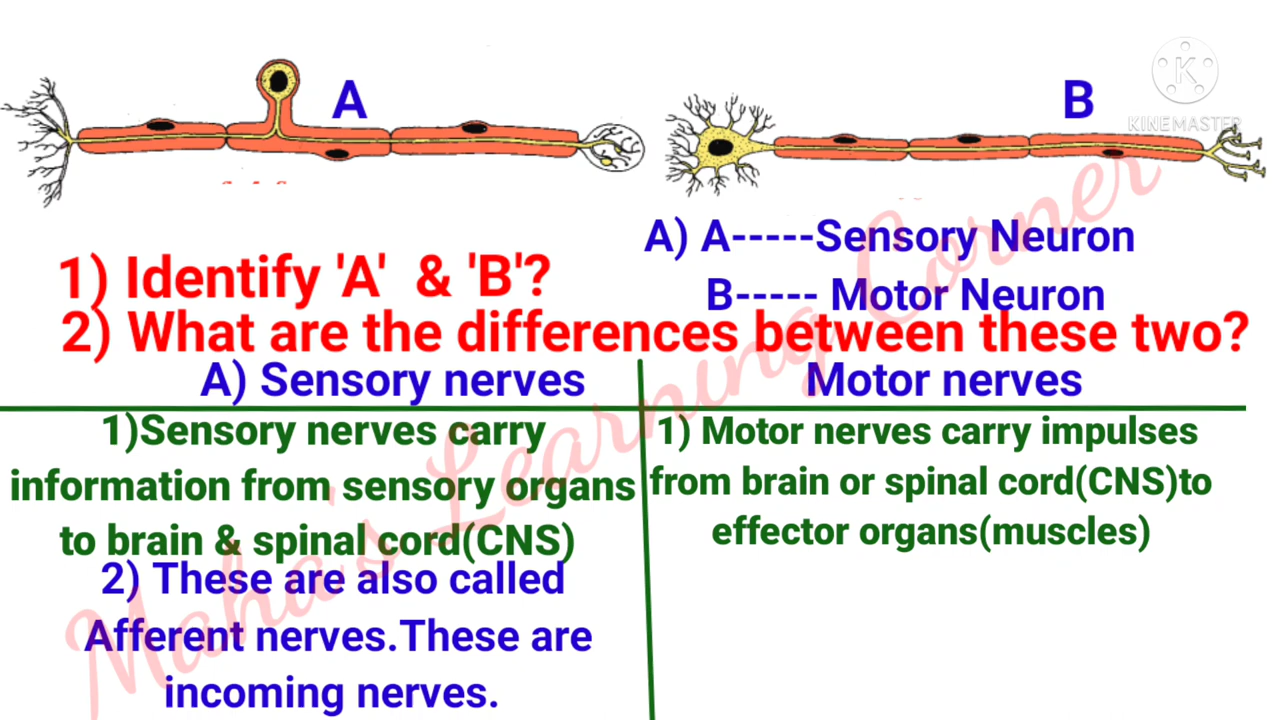 A
B
K
KINEMASTER
A) A-----Sensory Neuron
1) Identify 'A' & 'B'?
B----- Motor Neuron
2) What are the differences between these two?
A) Sensory nerves
Motor nerves
1)Sensory nerves carry
information from sensory organs
to brain & spinal cord(CNS)
2) These are also called
Afferent nerves.These are
incoming nerves.
1) Motor nerves carry impulses
from brain or spinal cord(CNS)to
effector organs(muscles)
Maha's Learning Corner